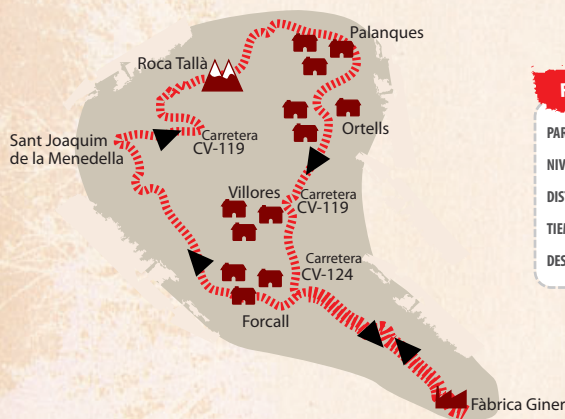 Palanques
Roca Tallà
Ortells
Carretera
CV-119
Sant Joaquim
de la Menedella
Villores
Carretera
CV-119
Carretera
CV-124
Forcall
Fàbrica Giner